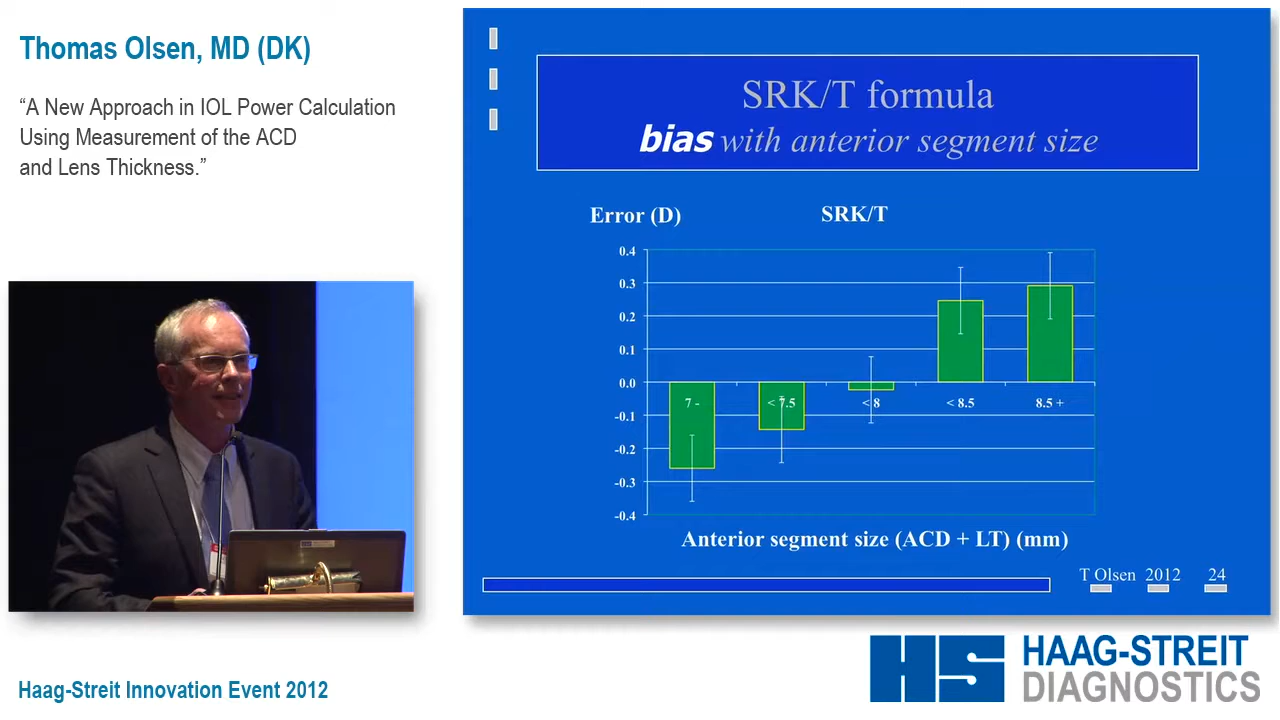 Thomas Olsen, MD (DK)
“A New Approach in IOL Power Calculation
Using Measurement of the ACD
and Lens Thickness.”
SRK/T formula
bias with anterior segment size
Error (D)
SRK/T
0.4
0.3
0.2
0.1
0.0
-0.1
-0.2
-0.3
-0.4
7 -
< 7.5
< 8
< 8.5
8.5 +
Anterior segment size (ACD + LT) (mm)
T Olsen 2012 24
Haag-Streit Innovation Event 2012
HS HAAG-STREIT
DIAGNOSTICS